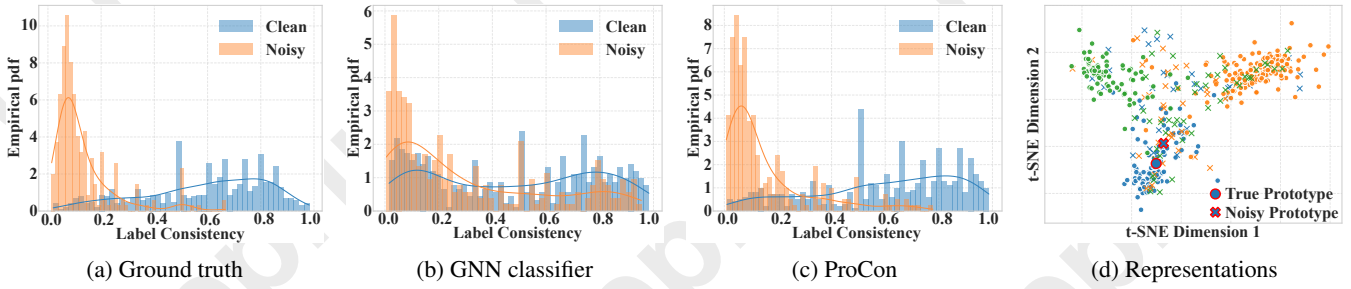 10
8
6
4
2
0
Empirical pdf
0.0 0.2 0.4 0.6 0.8 1.0
Label Consistency
Clean
Noisy
(a) Ground truth
6
5
4
3
2
1
0
Empirical pdf
0.0 0.2 0.4 0.6 0.8 1.0
Label Consistency
Clean
Noisy
(b) GNN classifier
8
7
6
5
4
3
2
1
0
Empirical pdf
0.0 0.2 0.4 0.6 0.8 1.0
Label Consistency
Clean
Noisy
(c) ProCon
t-SNE Dimension 2
True Prototype
Noisy Prototype
t-SNE Dimension 1
(d) Representations